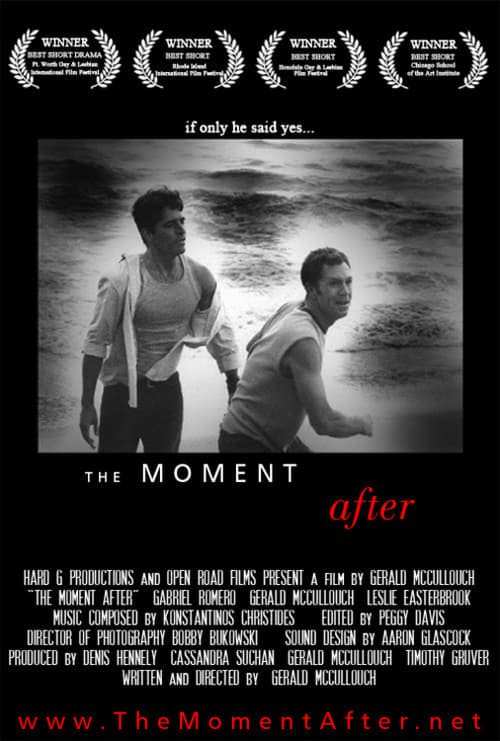 WINNER
BEST SHORT DRAMA
Ft. Worth Gay & Lesbian
International Film Festival
WINNER
BEST SHORT
Rhode Island
International Film Festival
WINNER
BEST SHORT
Honolulu Gay & Lesbian
Film Festival
WINNER
BEST SHORT
Chicago School
of the Art Institute
if only he said yes...
THE MOMENT
after
HARD G PRODUCTIONS AND OPEN ROAD FILMS PRESENT A FILM BY GERALD MCCULLOUCH
"THE MOMENT AFTER" GABRIEL ROMERO GERALD MCCULLOUCH LESLIE EASTERBROOK
MUSIC COMPOSED BY KONSTANTINOS CHRISTIDES EDITED BY PEGGY DAVIS
DIRECTOR OF PHOTOGRAPHY BOBBY BUKOWSKI SOUND DESIGN BY AARON GLASCOCK
PRODUCED BY DENIS HENNELY CASSANDRA SUCHAN GERALD MCCULLOUCH TIMOTHY GRUVER
WRITTEN AND DIRECTED BY GERALD MCCULLOUCH
www.TheMomentAfter.net